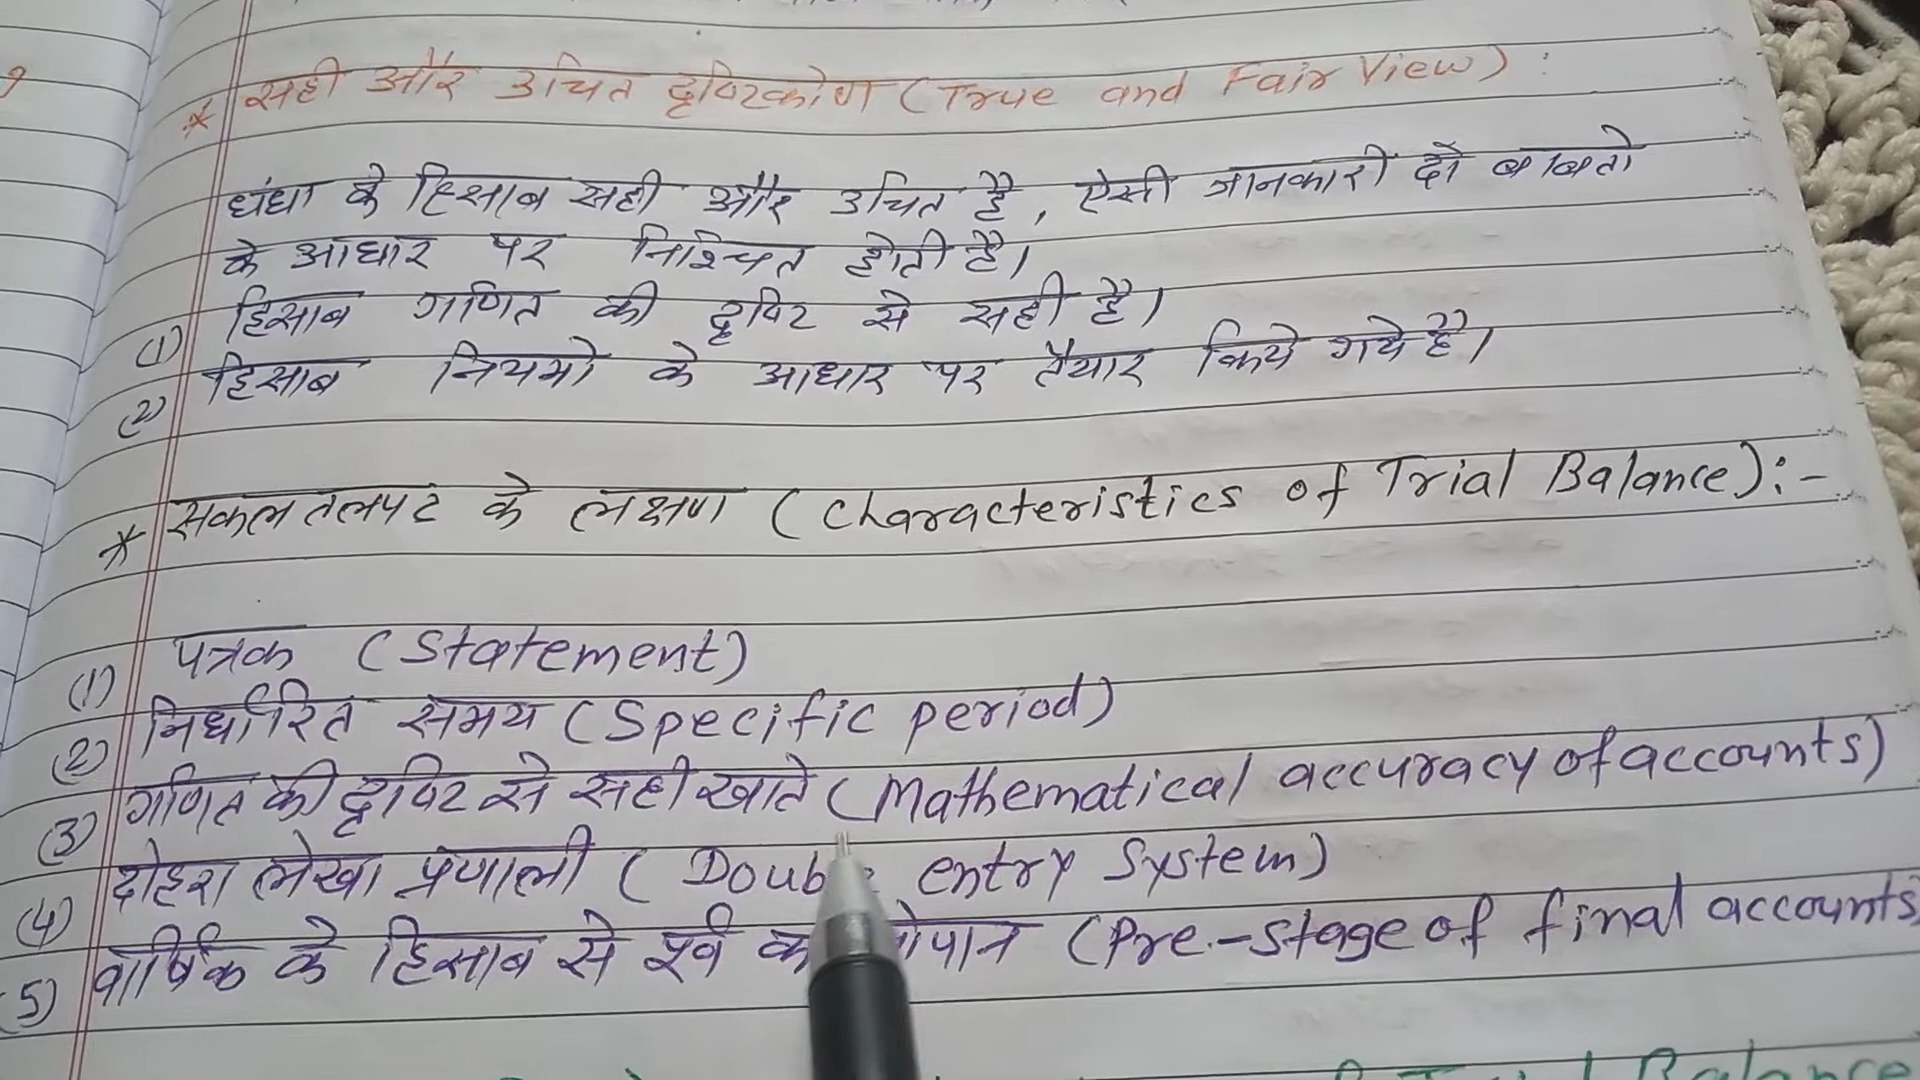 * सही और उचित दृष्टिकोण (True and Fair View) :
धंधा के हिसाब सही और उचित है, ऐसी जानकारी दो बाबतो
के आधार पर निश्चित होती है।
(1) हिसाब गणित की दृष्टि से सही है।
(2) हिसाब नियमो के आधार पर तैयार किये गये है।
* सकल तलपट के लक्षण (Characteristics of Trial Balance):-
(1) पत्रक (Statement)
(2) निर्धारित समय (Specific period)
(3) गणित की दृष्टि से सही खाते (Mathematical accuracy of accounts)
(4) दोहरा लेखा प्रणाली ( Double entry System)
(5) वार्षिक के हिसाब से पूर्व का सोपान (Pre-stage of final accounts
Trial Balance